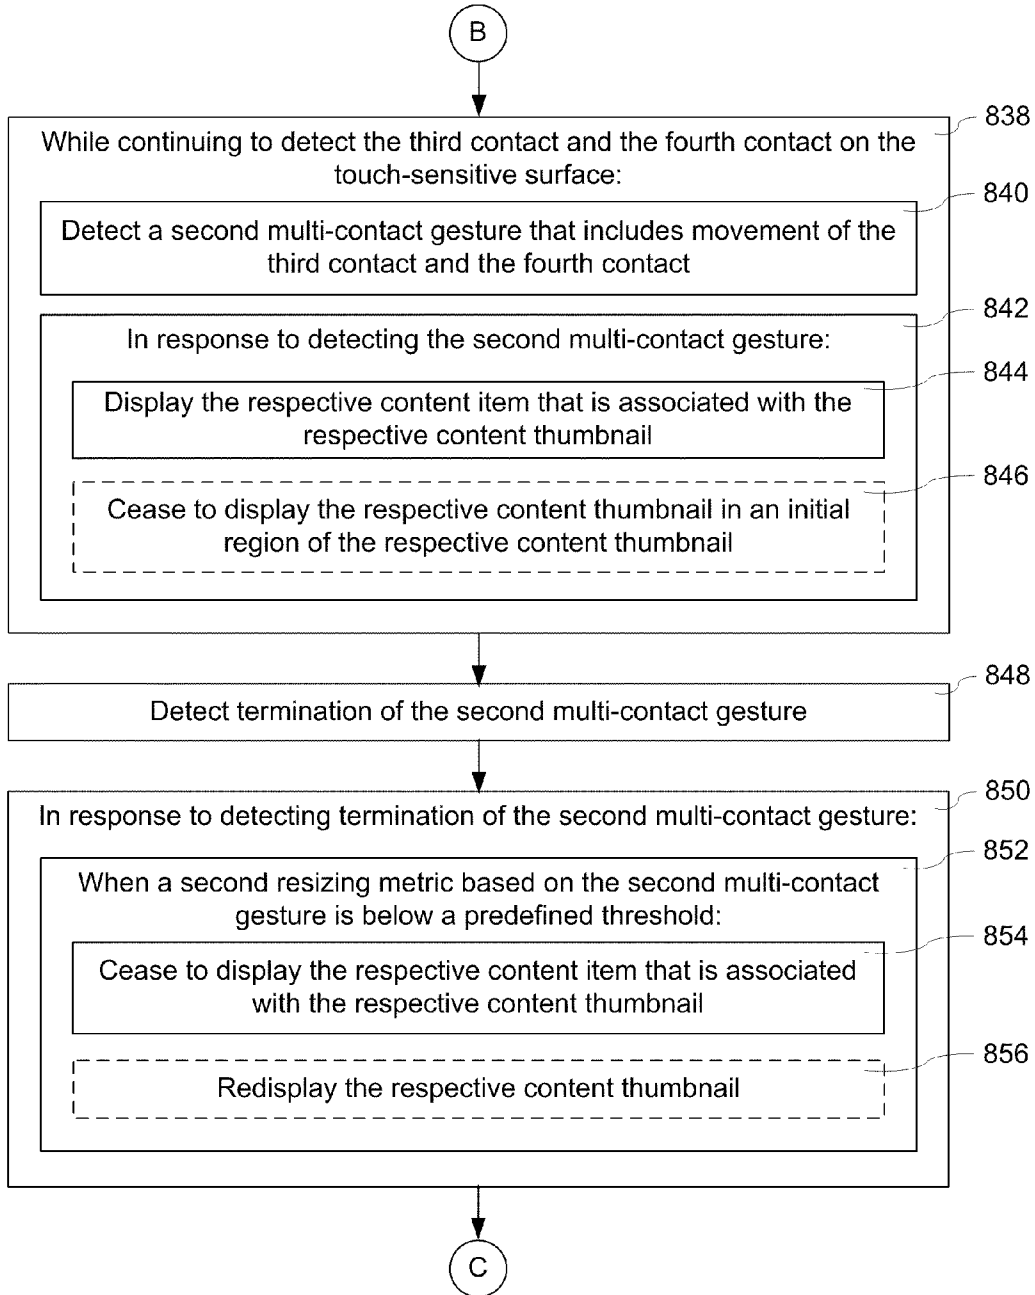 B
838
While continuing to detect the third contact and the fourth contact on the
touch-sensitive surface:
840
Detect a second multi-contact gesture that includes movement of the
third contact and the fourth contact
842
In response to detecting the second multi-contact gesture:
844
Display the respective content item that is associated with the
respective content thumbnail
846
Cease to display the respective content thumbnail in an initial
region of the respective content thumbnail
848
Detect termination of the second multi-contact gesture
850
In response to detecting termination of the second multi-contact gesture:
852
When a second resizing metric based on the second multi-contact
gesture is below a predefined threshold:
854
Cease to display the respective content item that is associated
with the respective content thumbnail
856
Redisplay the respective content thumbnail
C